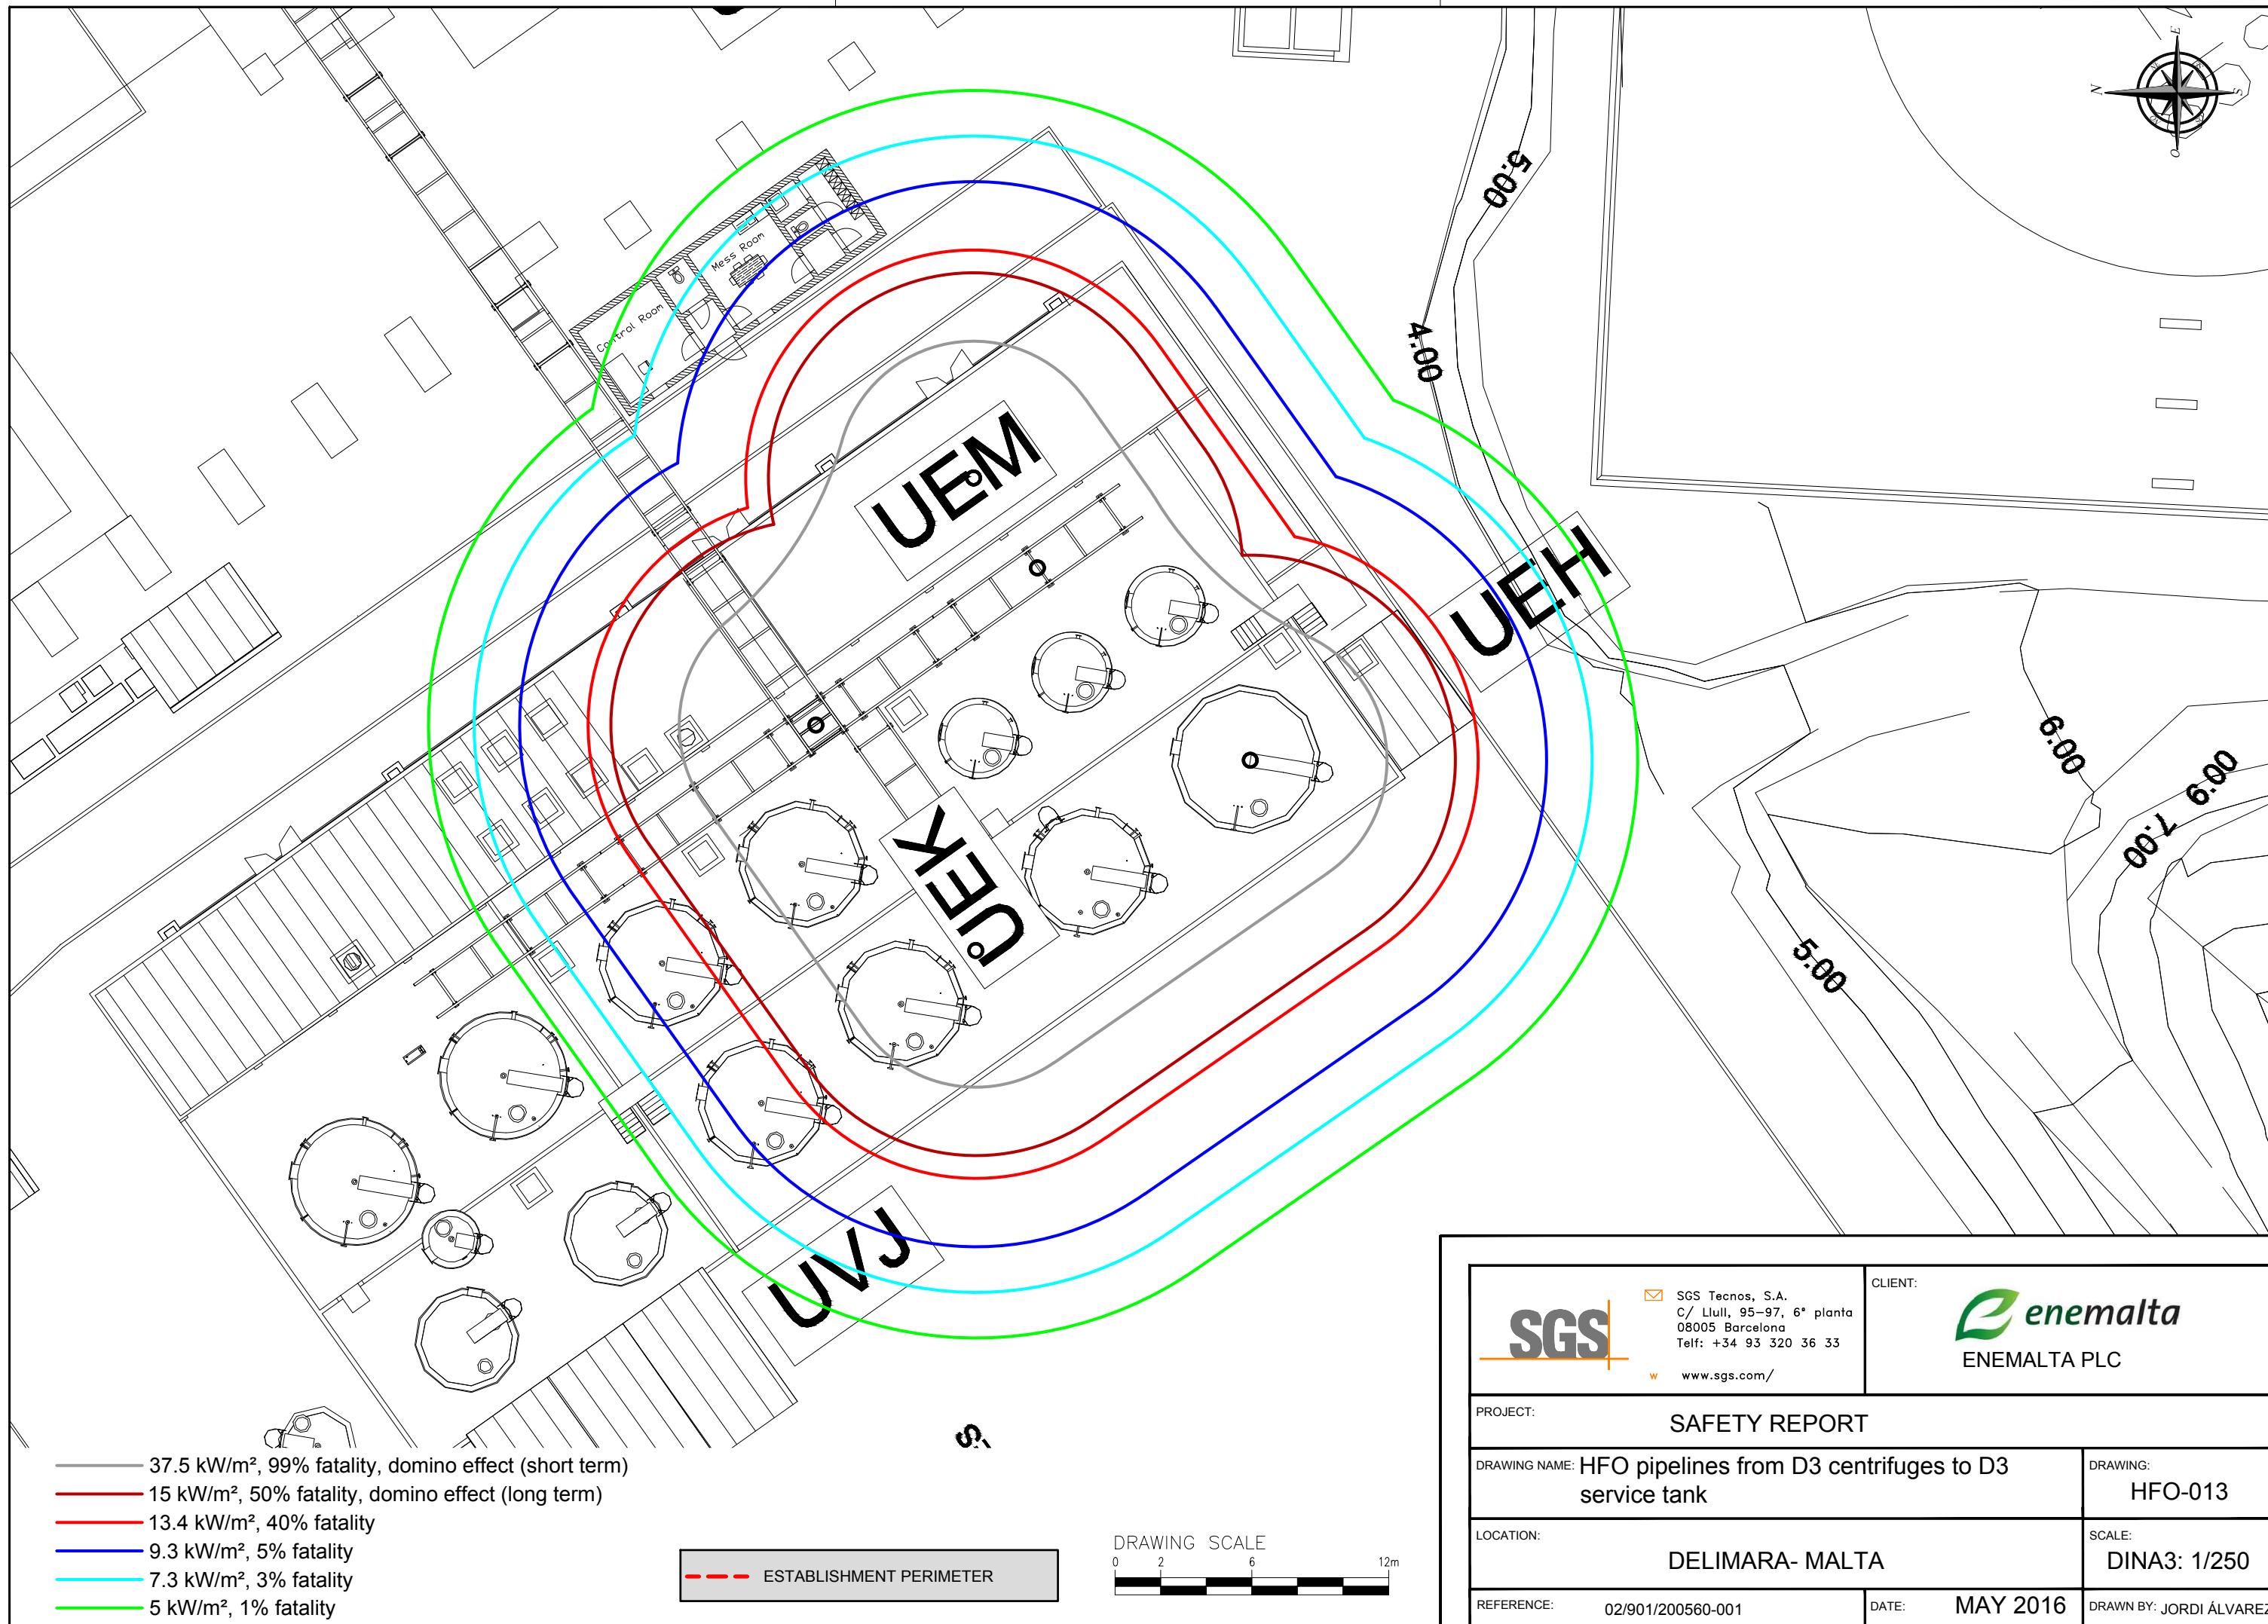 N
E
S
O
5.00
4.00
Mess Room
Control Room
UEM
UEH
UEK
UVJ
6.00
6.00
7.00
5.00
37.5 kW/m², 99% fatality, domino effect (short term)
15 kW/m², 50% fatality, domino effect (long term)
13.4 kW/m², 40% fatality
9.3 kW/m², 5% fatality
7.3 kW/m², 3% fatality
5 kW/m², 1% fatality
ESTABLISHMENT PERIMETER
DRAWING SCALE
0 2 6 12m
SGS
SGS Tecnos, S.A.
C/ Llull, 95-97, 6ª planta
08005 Barcelona
Telf: +34 93 320 36 33
w www.sgs.com/
CLIENT:
enemalta
ENEMALTA PLC
PROJECT:
SAFETY REPORT
DRAWING NAME: HFO pipelines from D3 centrifuges to D3
service tank
DRAWING:
HFO-013
LOCATION:
DELIMARA- MALTA
SCALE:
DINA3: 1/250
REFERENCE: 02/901/200560-001
DATE: MAY 2016
DRAWN BY: JORDI ÁLVAREZ